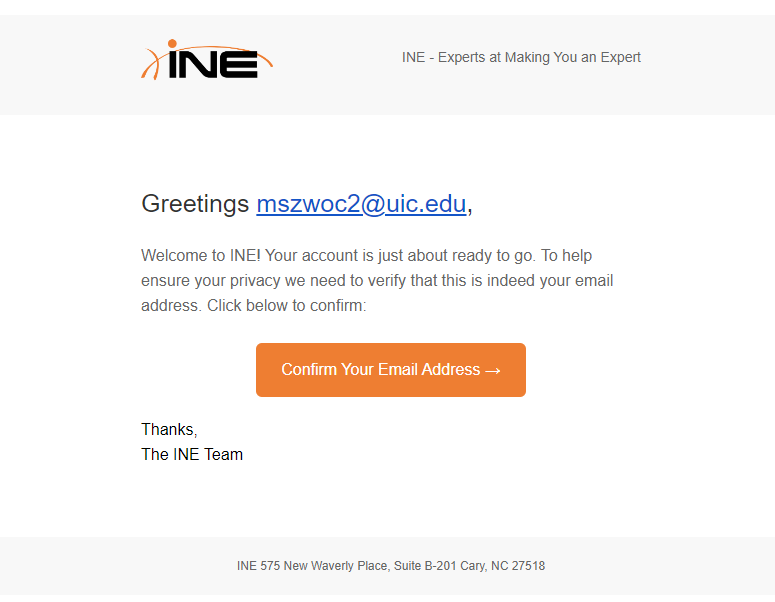 INE
INE - Experts at Making You an Expert
Greetings mszwoc2@uic.edu,
Welcome to INE! Your account is just about ready to go. To help
ensure your privacy we need to verify that this is indeed your email
address. Click below to confirm:
Confirm Your Email Address →
Thanks,
The INE Team
INE 575 New Waverly Place, Suite B-201 Cary, NC 27518